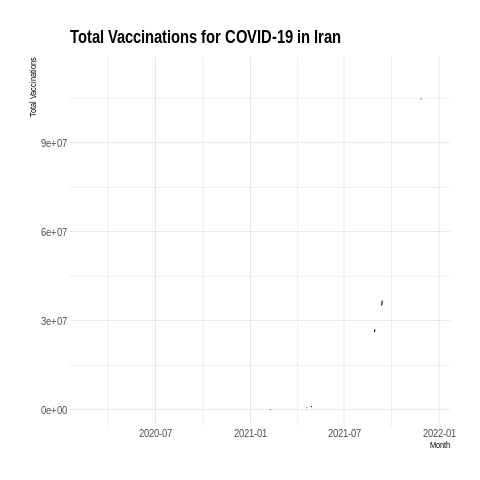 Total Vaccinations for COVID-19 in Iran
Total Vaccinations
9e+07
6e+07
3e+07
0e+00
2020-07 2021-01 2021-07 2022-01
Month